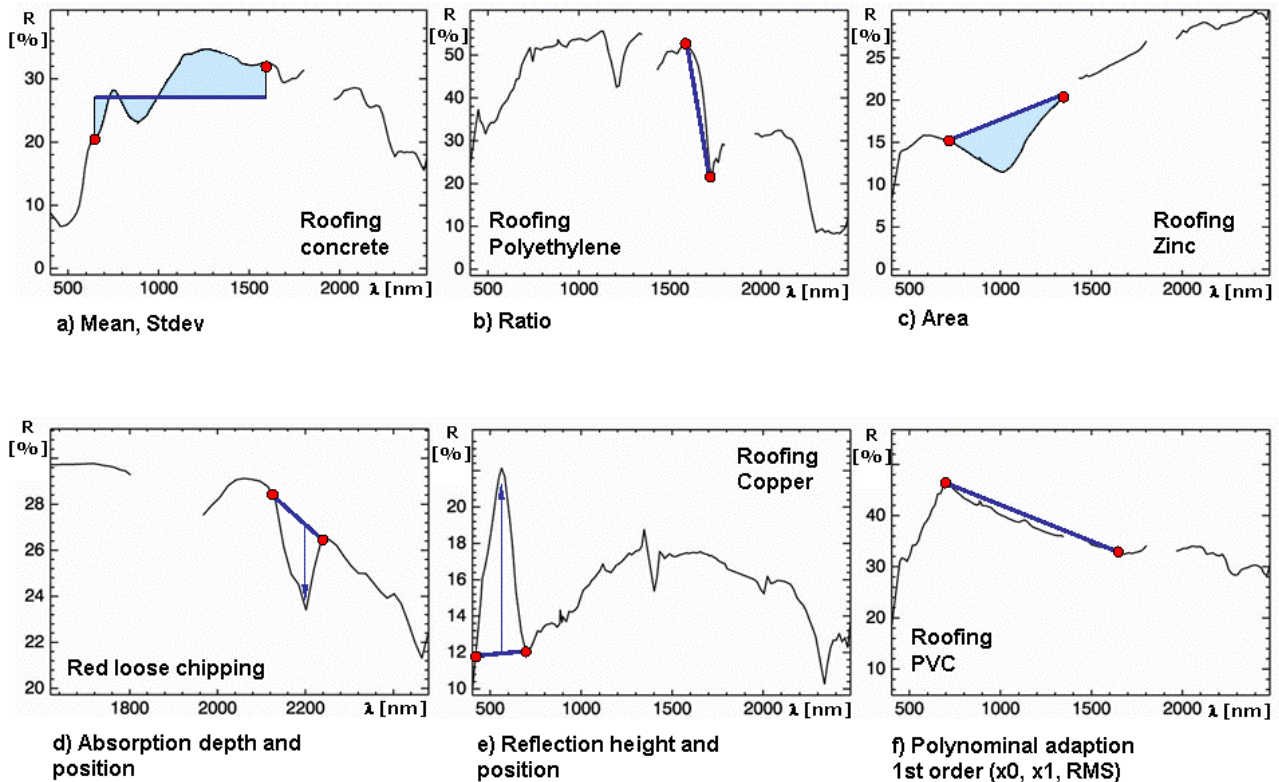 R
[%]
30
20
10
0
Roofing
concrete
500 1000 1500 2000 λ [nm]
a) Mean, Stdev
R
[%]
50
40
30
20
10
0
Roofing
Polyethylene
500 1000 1500 λ [nm]
b) Ratio
R
[%]
25
20
15
10
5
0
Roofing
Zinc
500 1000 1500 2000 λ [nm]
c) Area
R
[%]
28
26
24
22
20
Red loose chipping
1800 2000 2200 λ [nm]
d) Absorption depth and
position
R
[%]
20
18
16
14
12
10
Roofing
Copper
500 1000 1500 2000 λ [nm]
e) Reflection height and
position
R
[%]
40
30
20
10
Roofing
PVC
500 1000 1500 2000 λ [nm]
f) Polynominal adaption
1st order (x0, x1, RMS)